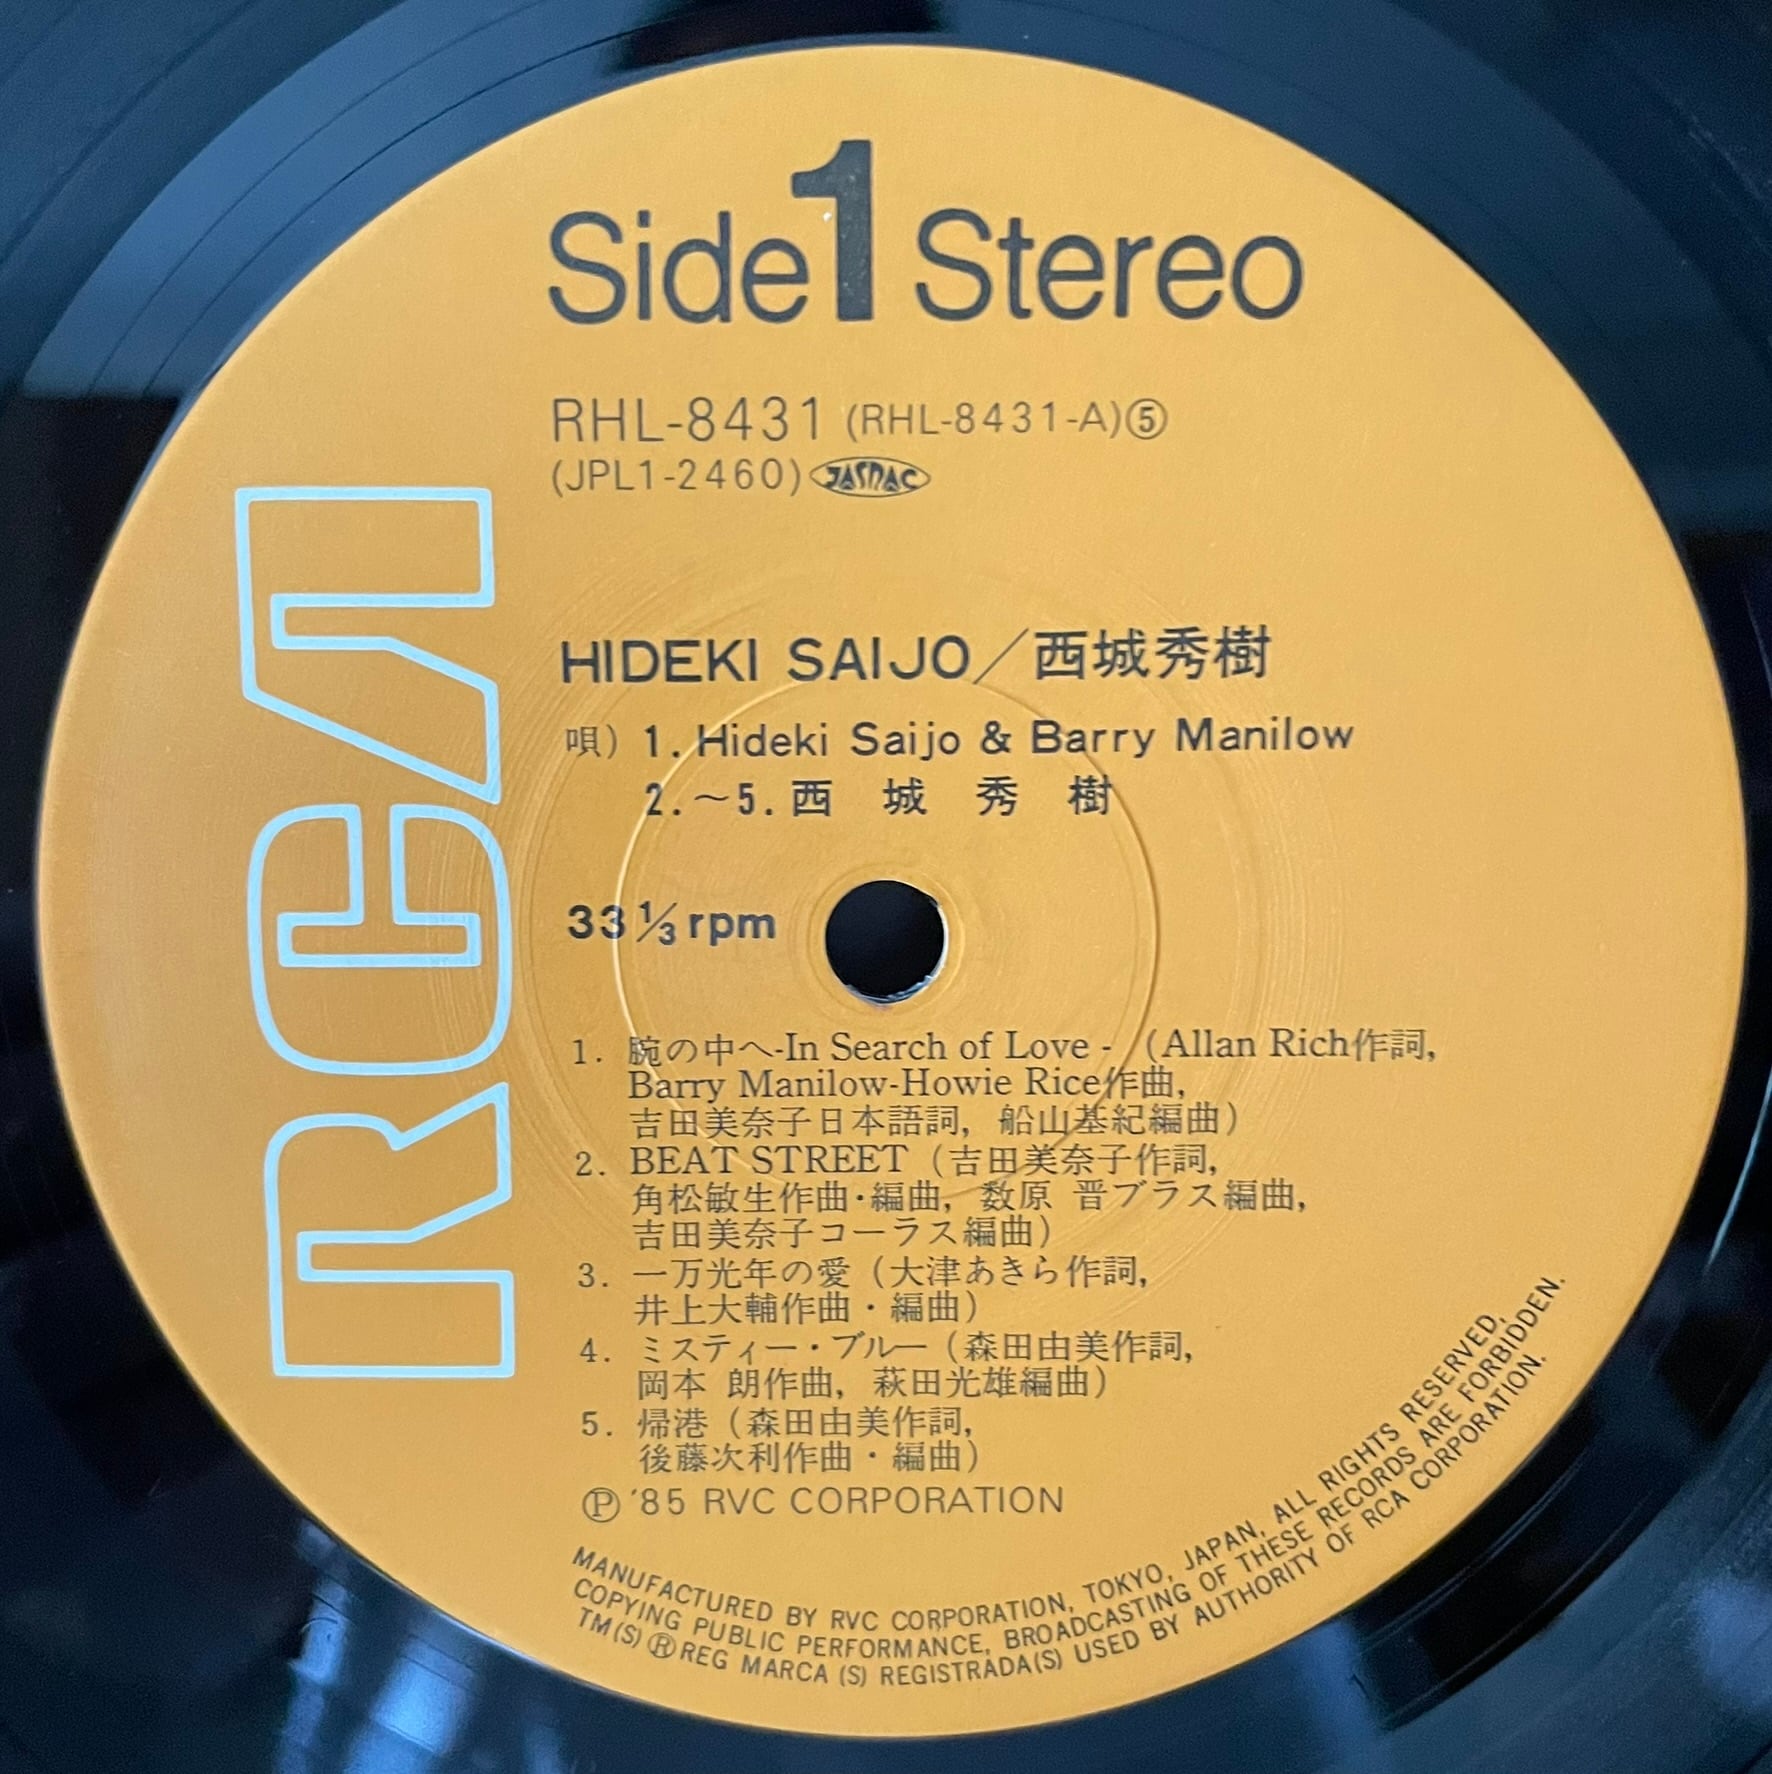 Side 1 Stereo
RHL-8431 (RHL-8431-A)⑤
(JPL1-2460) JASRAC
RCA
HIDEKI SAIJO／西城秀樹
唄) 1. Hideki Saijo & Barry Manilow
2.～5. 西 城 秀 樹
33 1/3 rpm
1. 腕の中へ-In Search of Love - (Allan Rich作詞,
Barry Manilow-Howie Rice作曲,
吉田美奈子日本語詞, 船山基紀編曲)
2. BEAT STREET (吉田美奈子作詞,
角松敏生作曲・編曲, 数原 晋ブラス編曲,
吉田美奈子コーラス編曲)
3. 一万光年の愛 (大津あきら作詞,
井上大輔作曲・編曲)
4. ミスティー・ブルー (森田由美作詞,
岡本 朗作曲, 萩田光雄編曲)
5. 帰港 (森田由美作詞,
後藤次利作曲・編曲)
Ⓟ '85 RVC CORPORATION
MANUFACTURED BY RVC CORPORATION, TOKYO, JAPAN, ALL RIGHTS RESERVED,
COPYING PUBLIC PERFORMANCE, BROADCASTING OF THESE RECORDS ARE FORBIDDEN.
TM(S) ® REG MARCA (S) REGISTRADA(S) USED BY AUTHORITY OF RCA CORPORATION.